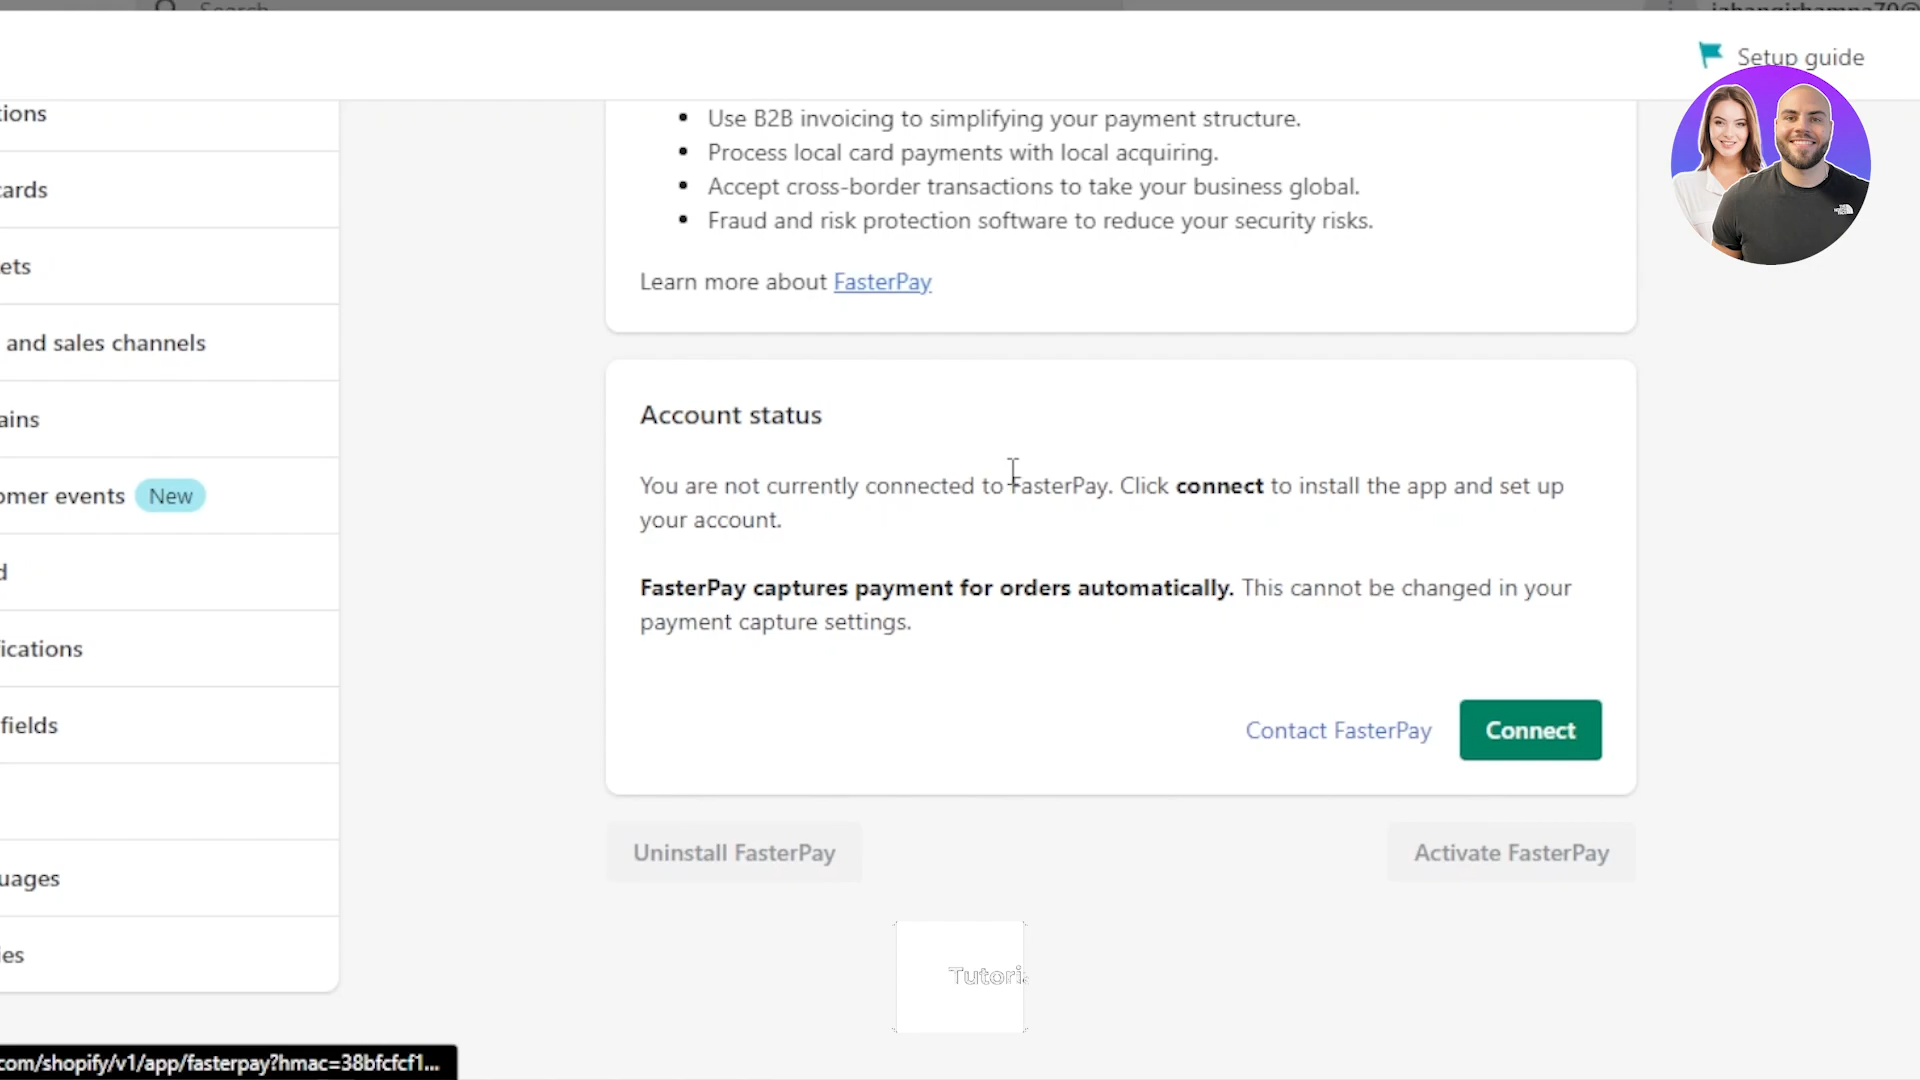 Search
Setup guide
tions
cards
ets
and sales channels
ains
omer events New
d
ications
fields
uages
ies
• Use B2B invoicing to simplifying your payment structure.
• Process local card payments with local acquiring.
• Accept cross-border transactions to take your business global.
• Fraud and risk protection software to reduce your security risks.
Learn more about FasterPay
Account status
You are not currently connected to FasterPay. Click connect to install the app and set up
your account.
FasterPay captures payment for orders automatically. This cannot be changed in your
payment capture settings.
Contact FasterPay Connect
Uninstall FasterPay Activate FasterPay
Tutori
com/shopify/v1/app/fasterpay?hmac=38bfcfcf1...